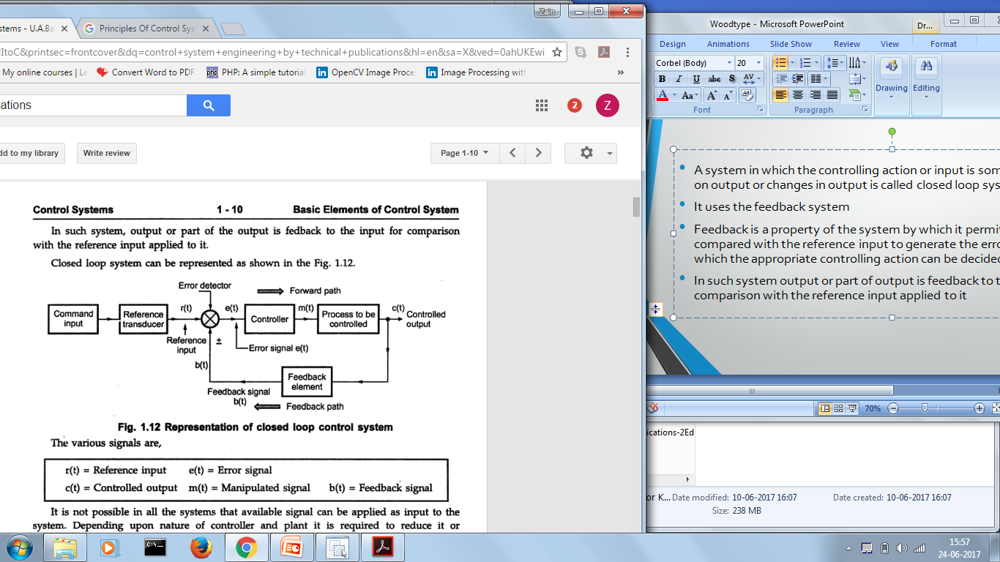 Zain
stems - U.A.Ba
Principles Of Control Sys
ItoC&printsec=frontcover&dq=control+system+engineering+by+technical+publications&hl=en&sa=X&ved=0ahUKEwi
My online courses | Le
Convert Word to PDF
php PHP: A simple tutorial
in OpenCV Image Proce
in Image Processing with
»
ations
2
Z
dd to my library
Write review
Page 1-10
Control Systems 1 - 10 Basic Elements of Control System
In such system, output or part of the output is fedback to the input for comparison
with the reference input applied to it.
Closed loop system can be represented as shown in the Fig. 1.12.
Error detector
Forward path
Command
input
Reference
transducer
r(t)
e(t)
Controller
m(t)
Process to be
controlled
c(t)
Controlled
output
Reference
input
±
Error signal e(t)
b(t)
Feedback
element
Feedback signal
b(t)
Feedback path
Fig. 1.12 Representation of closed loop control system
The various signals are,
r(t) = Reference input e(t) = Error signal
c(t) = Controlled output m(t) = Manipulated signal b(t) = Feedback signal
It is not possible in all the systems that available signal can be applied as input to the
system. Depending upon nature of controller and plant it is required to reduce it or
Woodtype - Microsoft PowerPoint
Dr...
Design Animations Slide Show Review View Format
Corbel (Body) 20
B I U abc S AV
A Aa A A
Font
Paragraph
Drawing
Editing
• A system in which the controlling action or input is som
on output or changes in output is called closed loop sys
• It uses the feedback system
• Feedback is a property of the system by which it permi
compared with the reference input to generate the erro
which the appropriate controlling action can be decided
• In such system output or part of output is feedback to t
comparison with the reference input applied to it
70%
ications-2Ed
or K... Date modified: 10-06-2017 16:07 Date created: 10-06-2017 16:07
Size: 238 MB
15:57
24-06-2017